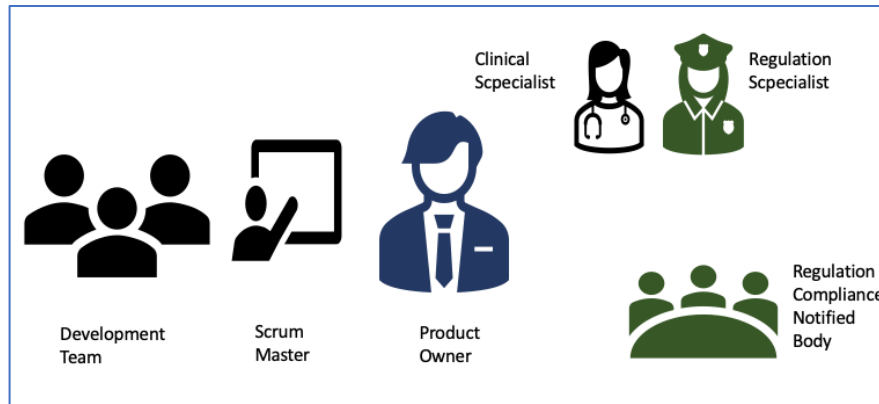 Clinical
Scpecialist
Regulation
Scpecialist
Development
Team
Scrum
Master
Product
Owner
Regulation
Compliance
Notified
Body